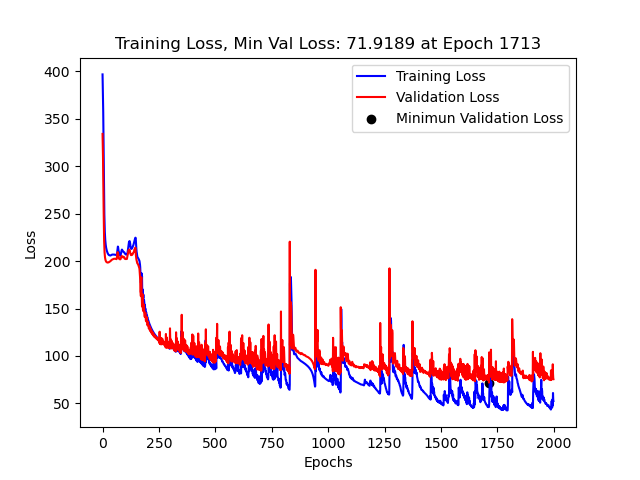 Training Loss, Min Val Loss: 71.9189 at Epoch 1713
Training Loss
Validation Loss
Minimun Validation Loss
Loss
400
350
300
250
200
150
100
50
0 250 500 750 1000 1250 1500 1750 2000
Epochs